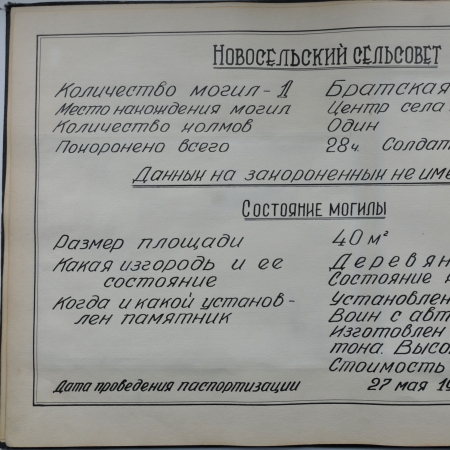 Новосельский сельсовет
Количество могил - 1 Братская
Место нахождения могил Центр села
Количество холмов Один
Похоронено всего 28 ч. Солдат
Данных на захороненных не име
Состояние могилы
Размер площади 40 м²
Какая изгородь и ее Деревян
состояние Состояние
Когда и какой установ- Установлен
лен памятник Воин с авт
Изготовлен
тона. Высо
Стоимость
Дата проведения паспортизации 27 мая 19